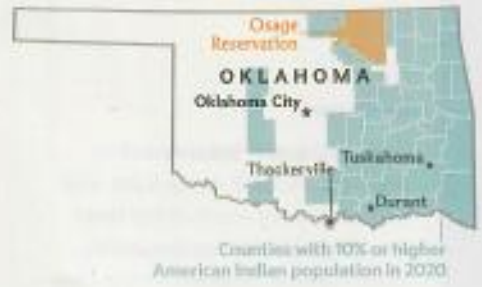 Osage
Reservation
OKLAHOMA
Oklahoma City
Thackerville
Tuskahoma
Durant
Counties with 10% or higher
American Indian population in 2020